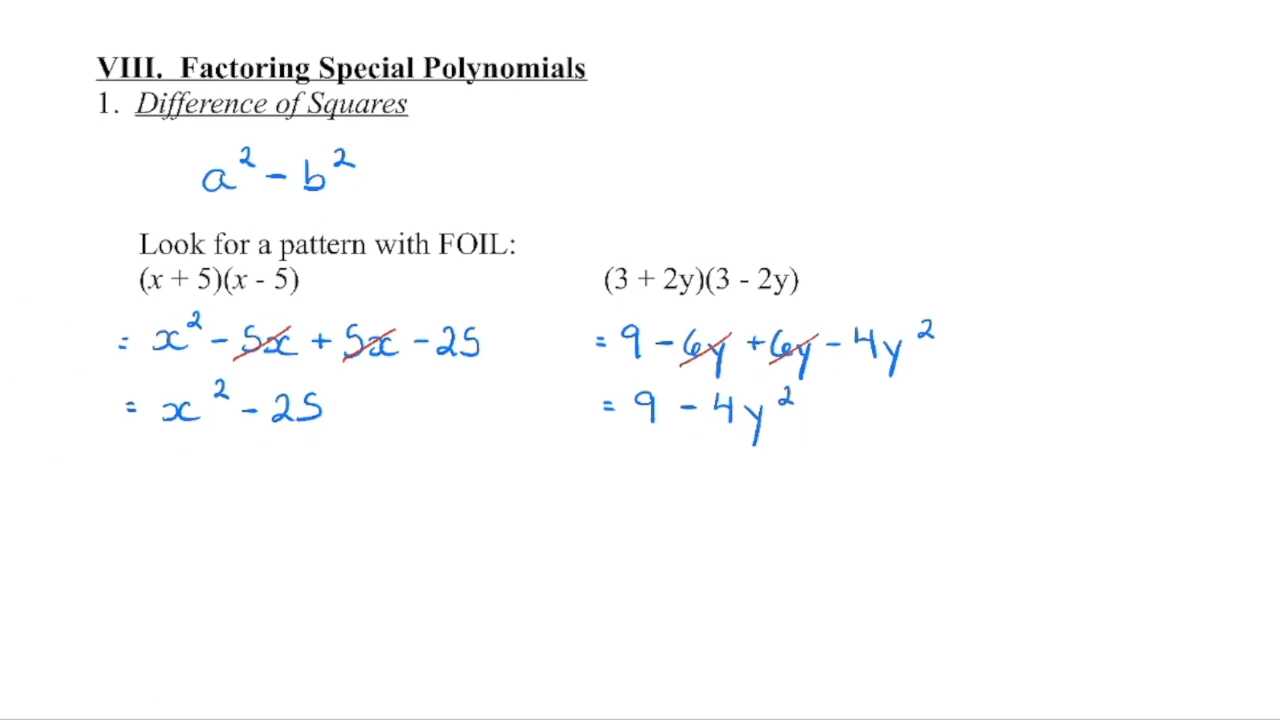 VIII. Factoring Special Polynomials
1. Difference of Squares
a² - b²
Look for a pattern with FOIL:
(x + 5)(x - 5)
= x² - 5x + 5x - 25
= x² - 25
(3 + 2y)(3 - 2y)
= 9 - 6y + 6y - 4y²
= 9 - 4y²